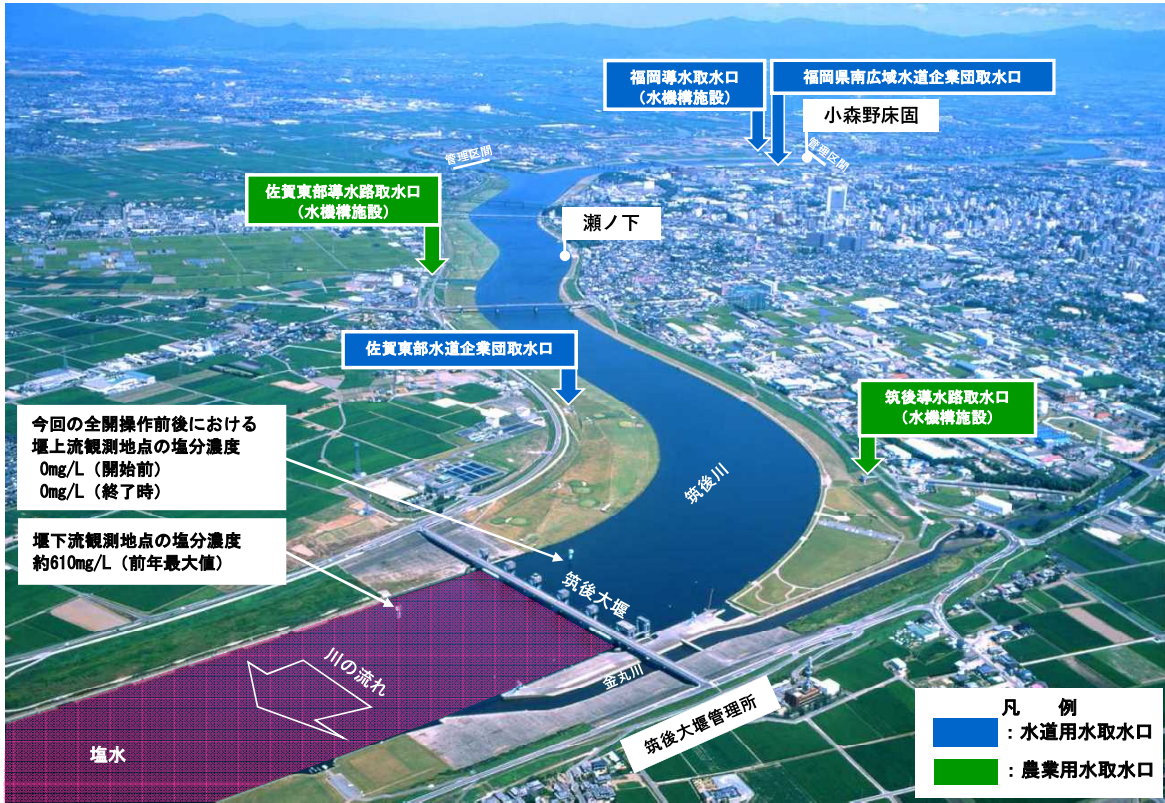 福岡導水取水口
(水機構施設)
福岡県南広域水道企業団取水口
小森野床固
管理区間
管理区間
佐賀東部導水路取水口
(水機構施設)
瀬ノ下
佐賀東部水道企業団取水口
筑後導水路取水口
(水機構施設)
今回の全開操作前後における
堰上流観測地点の塩分濃度
0mg/L(開始前)
0mg/L(終了時)
筑後川
堰下流観測地点の塩分濃度
約610mg/L(前年最大値)
筑後大堰
川の流れ
金丸川
筑後大堰管理所
塩水
凡 例
：水道用水取水口
：農業用水取水口